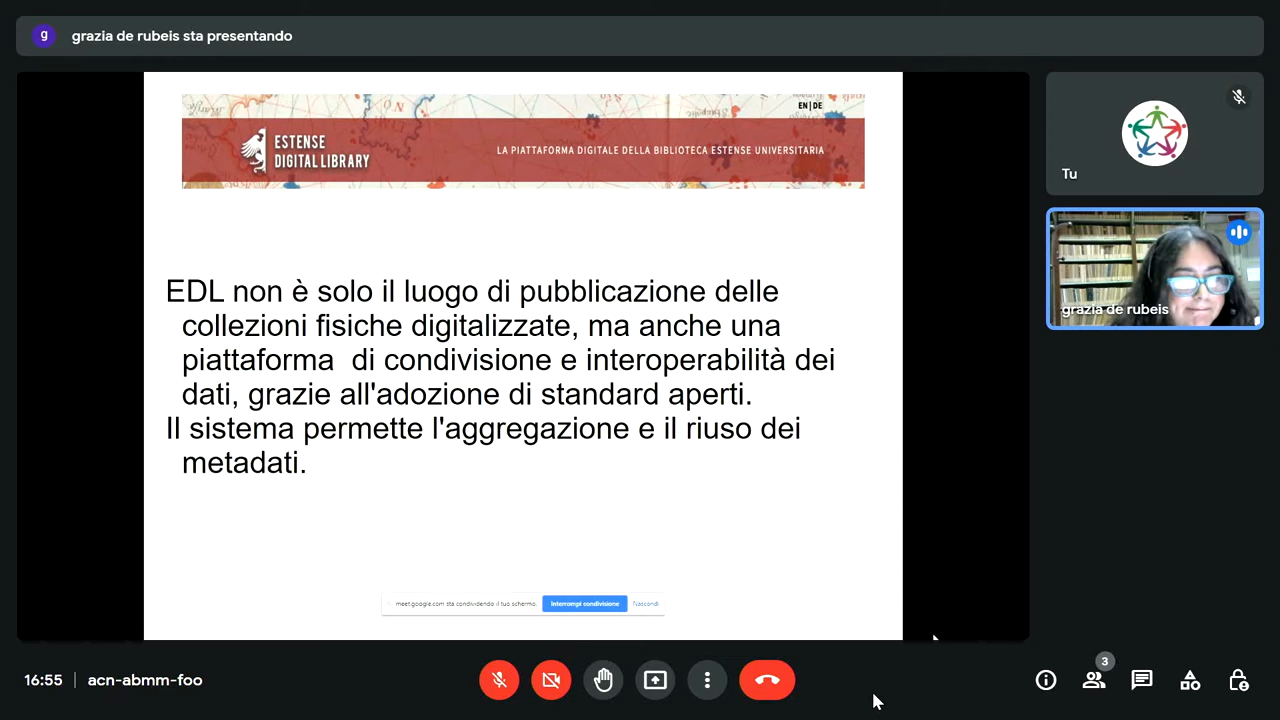 g
grazia de rubeis sta presentando
EN|DE
ESTENSE
DIGITAL LIBRARY
LA PIATTAFORMA DIGITALE DELLA BIBLIOTECA ESTENSE UNIVERSITARIA
Tu
grazia de rubeis
EDL non è solo il luogo di pubblicazione delle
collezioni fisiche digitalizzate, ma anche una
piattaforma di condivisione e interoperabilità dei
dati, grazie all'adozione di standard aperti.
Il sistema permette l'aggregazione e il riuso dei
metadati.
meet.google.com sta condividendo il tuo schermo.
Interrompi condivisione
Nascondi
16:55
acn-abmm-foo
3